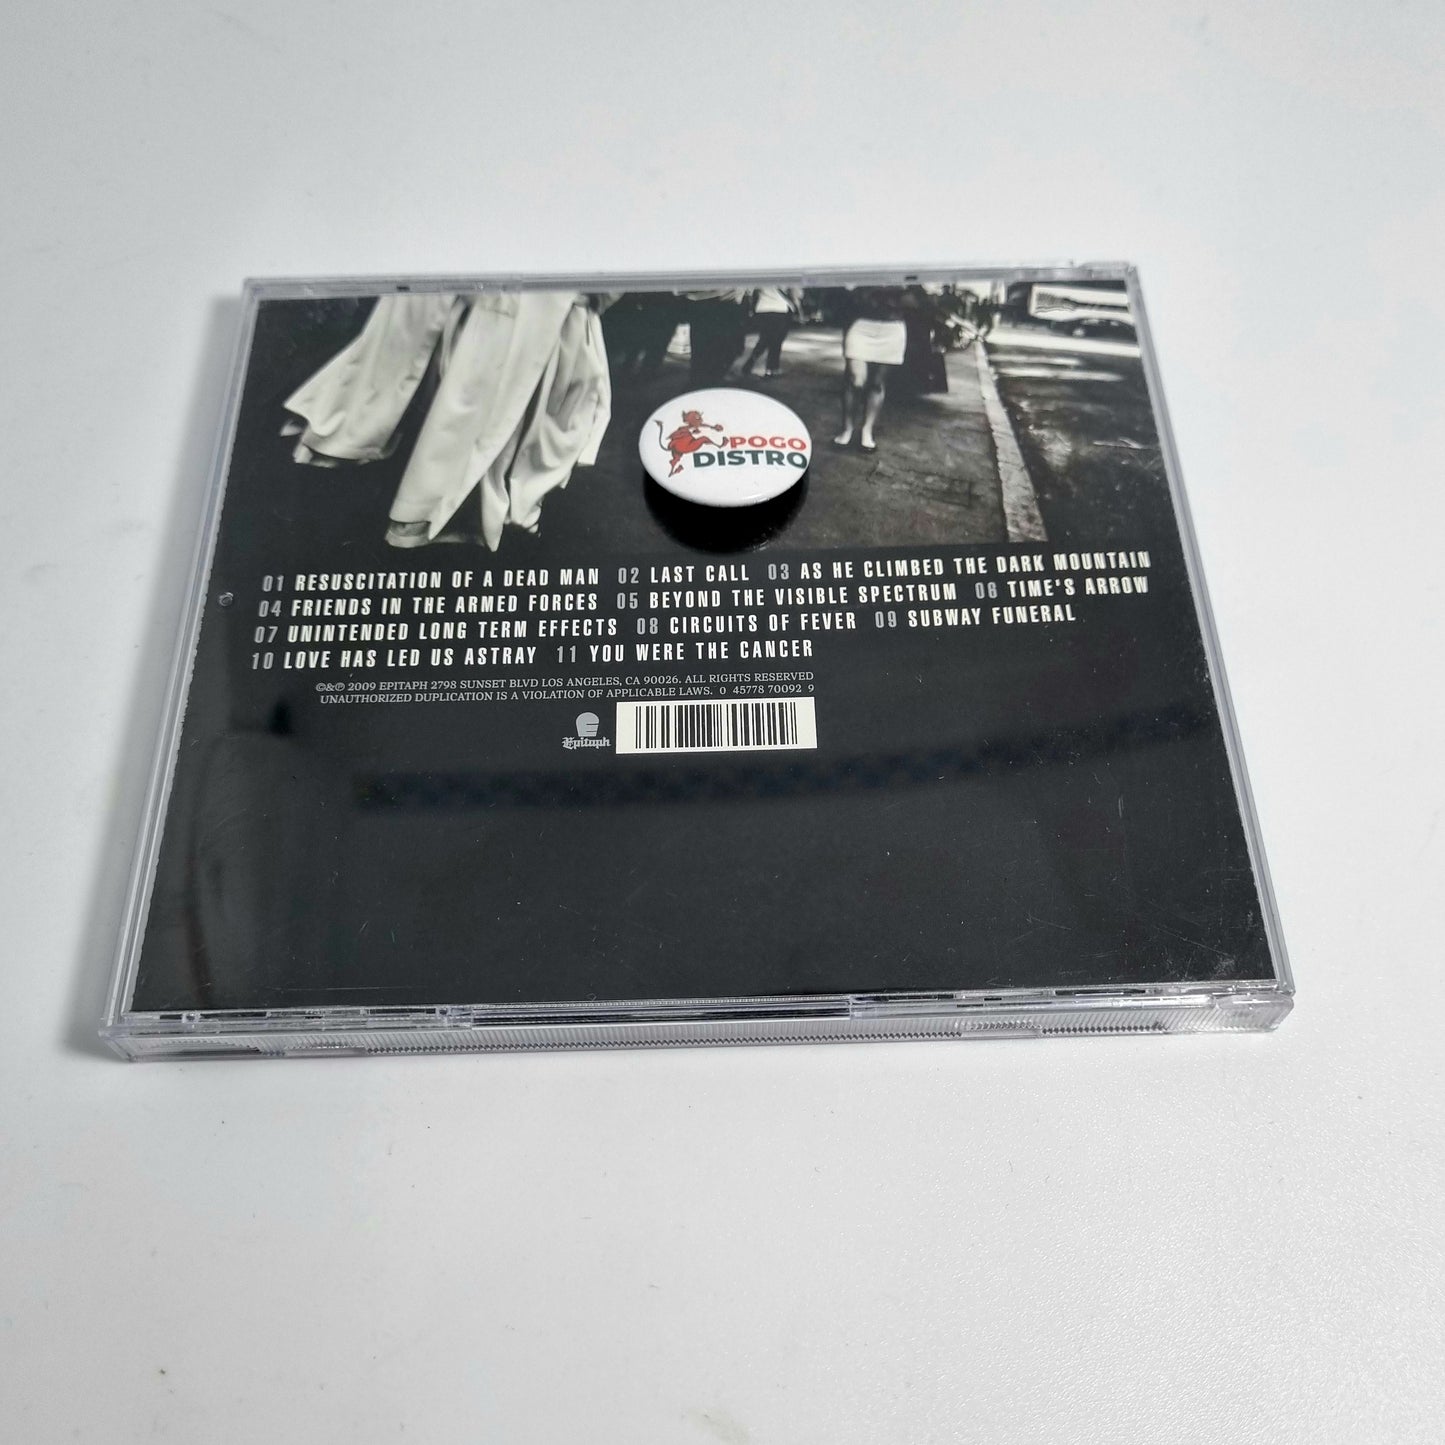 POGO
DISTRO
01 RESUSCITATION OF A DEAD MAN 02 LAST CALL 03 AS HE CLIMBED THE DARK MOUNTAIN
04 FRIENDS IN THE ARMED FORCES 05 BEYOND THE VISIBLE SPECTRUM 06 TIME'S ARROW
07 UNINTENDED LONG TERM EFFECTS 08 CIRCUITS OF FEVER 09 SUBWAY FUNERAL
10 LOVE HAS LED US ASTRAY 11 YOU WERE THE CANCER
©&℗ 2009 EPITAPH 2798 SUNSET BLVD LOS ANGELES, CA 90026. ALL RIGHTS RESERVED
UNAUTHORIZED DUPLICATION IS A VIOLATION OF APPLICABLE LAWS. 0 45778 70092 9
Epitaph